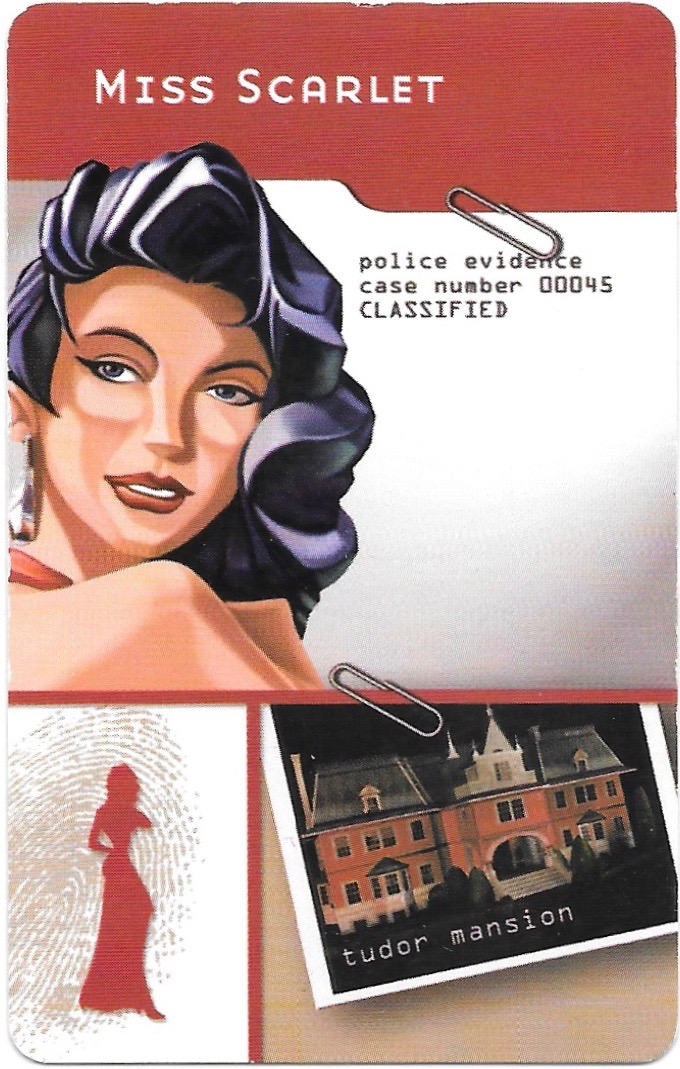 Miss Scarlet
police evidence
case number 00045
CLASSIFIED
tudor mansion